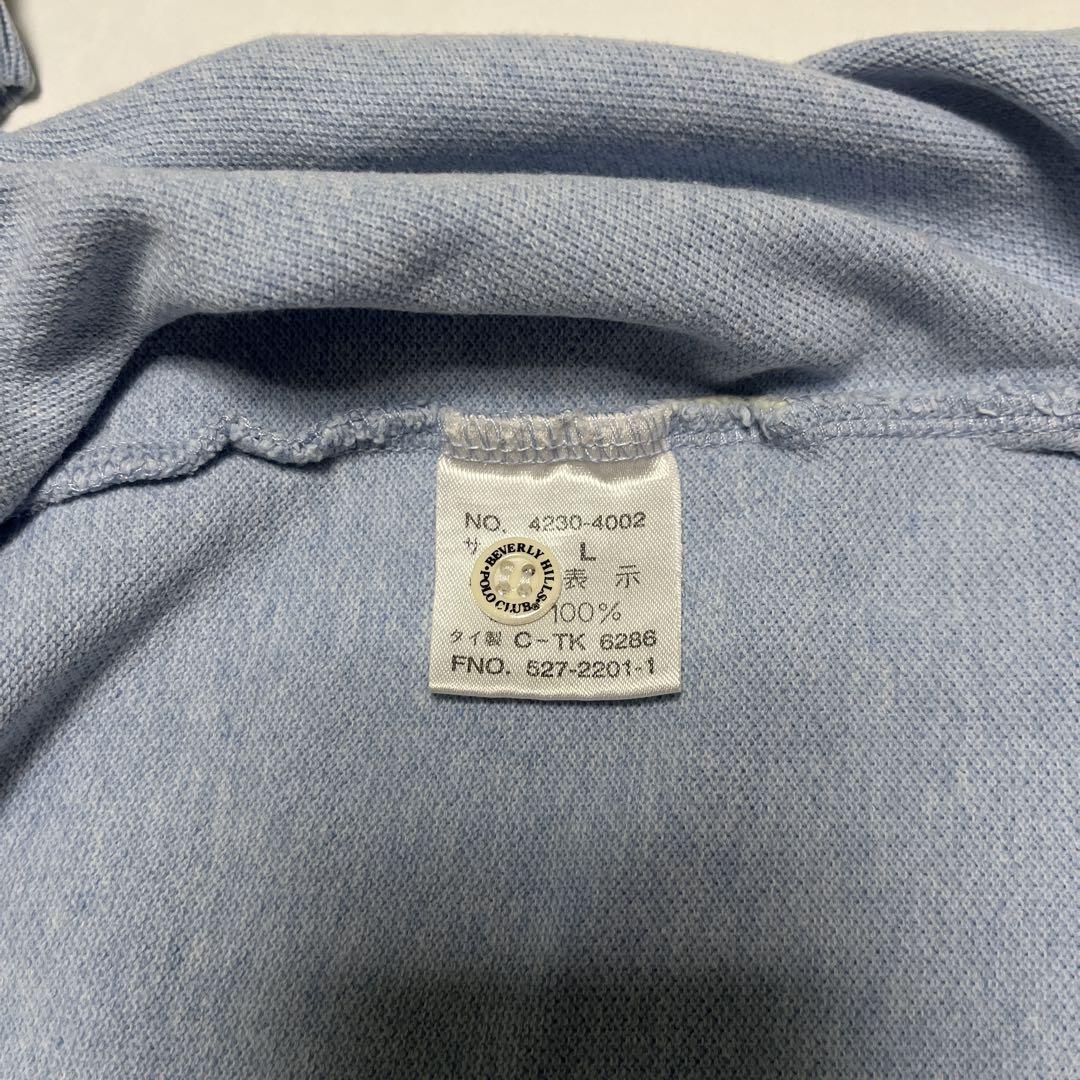 NO. 4230-4002
サ L
表示
100%
タイ製 C-TK 6286
FNO. 527-2201-1
BEVERLY HILLS
POLO CLUB®